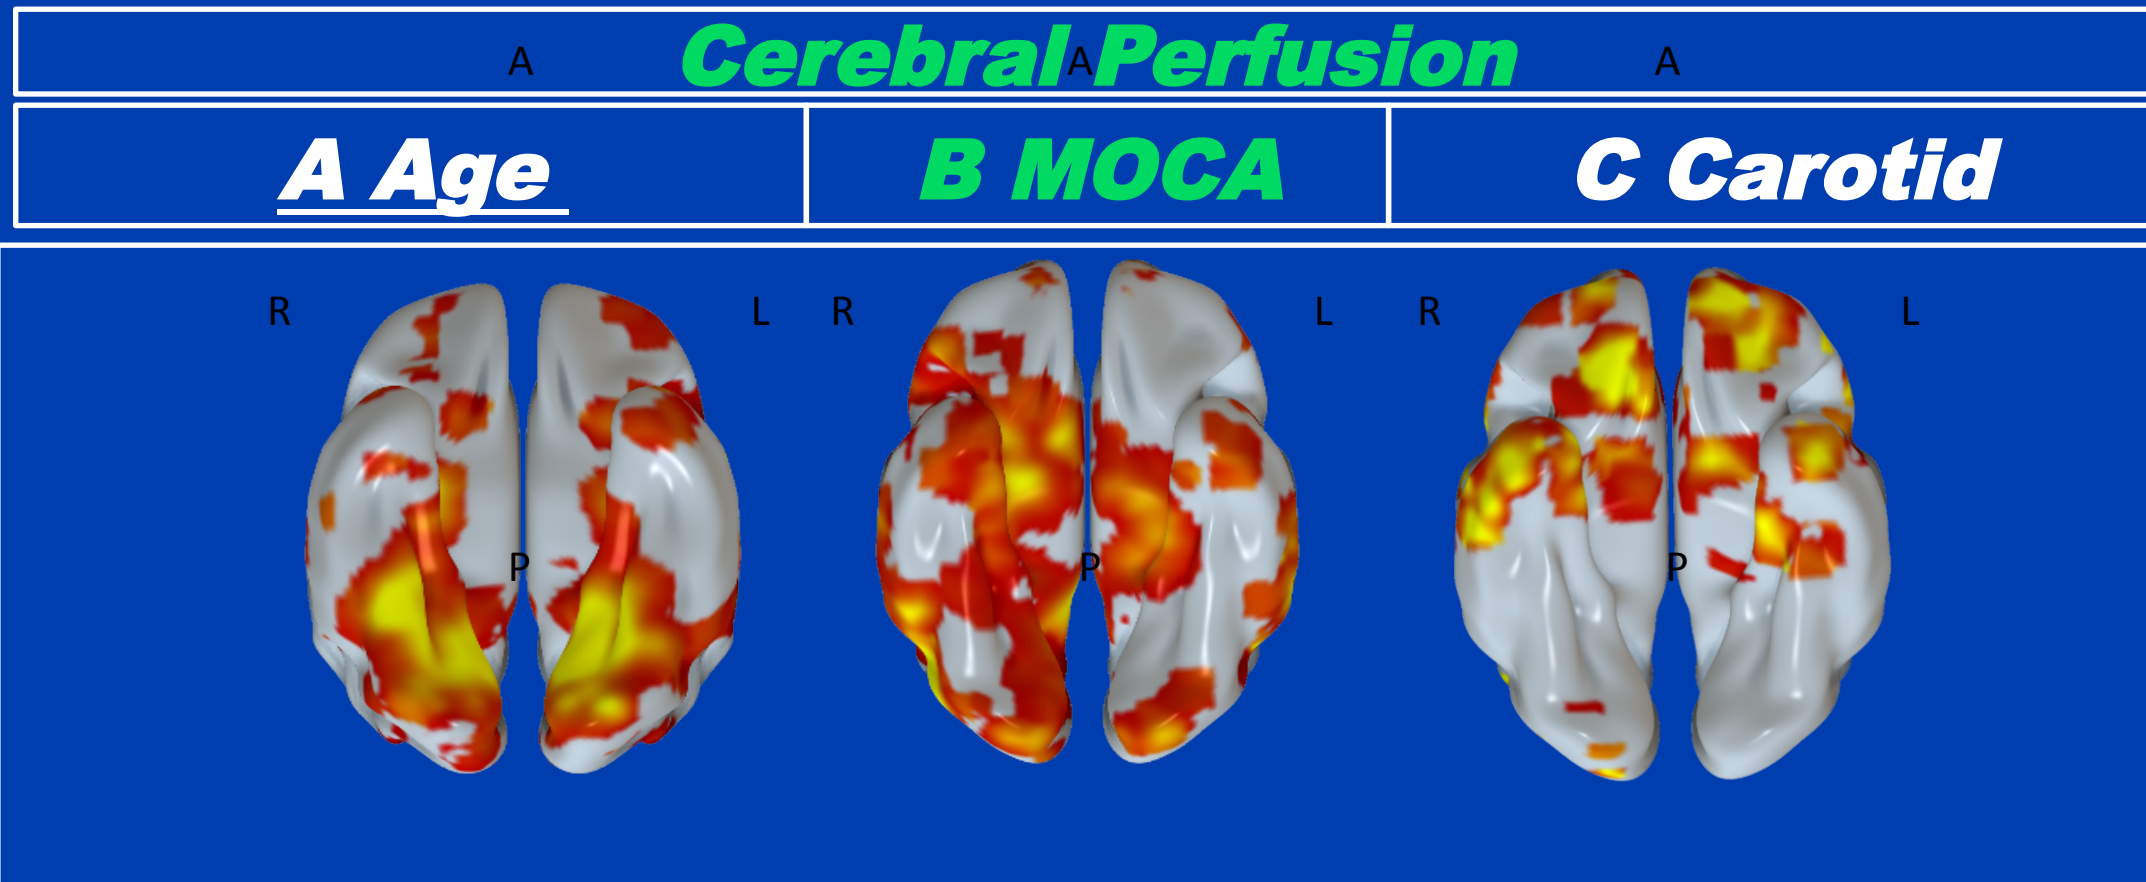 Cerebral Perfusion
A A A
A Age B MOCA C Carotid
R L R L R L
P P P